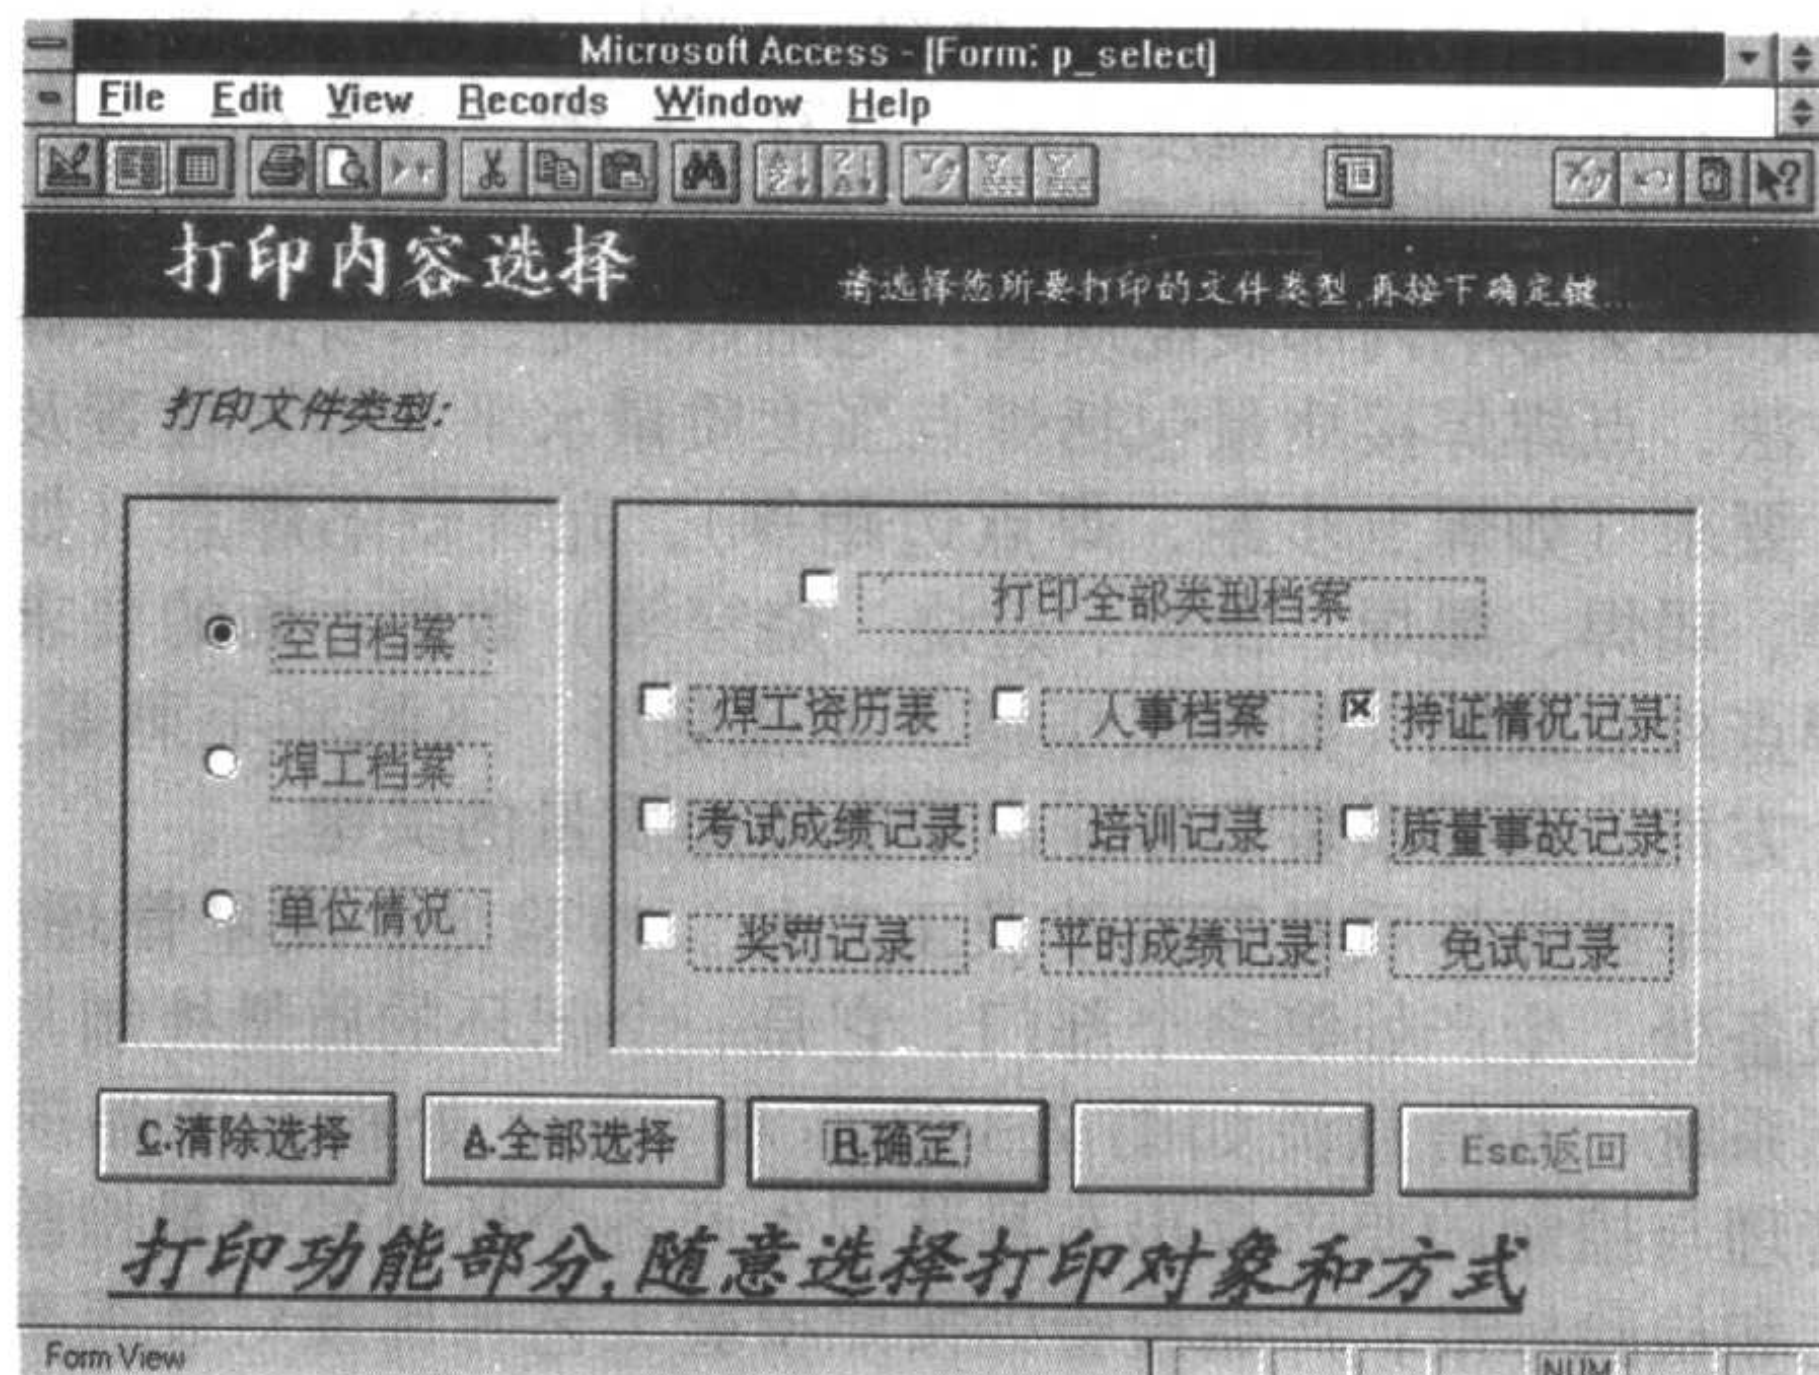 Microsoft Access - [Form: p_select]
File Edit View Records Window Help
打印内容选择
请选择您所要打印的文件类型,再按下确定键...
打印文件类型:
打印全部类型档案
空白档案
焊工资历表 人事档案 持证情况记录
焊工档案
考试成绩记录 培训记录 质量事故记录
单位情况
奖罚记录 平时成绩记录 免试记录
C.清除选择 A.全部选择 R.确定 Esc.返回
打印功能部分,随意选择打印对象和方式
Form View NUM